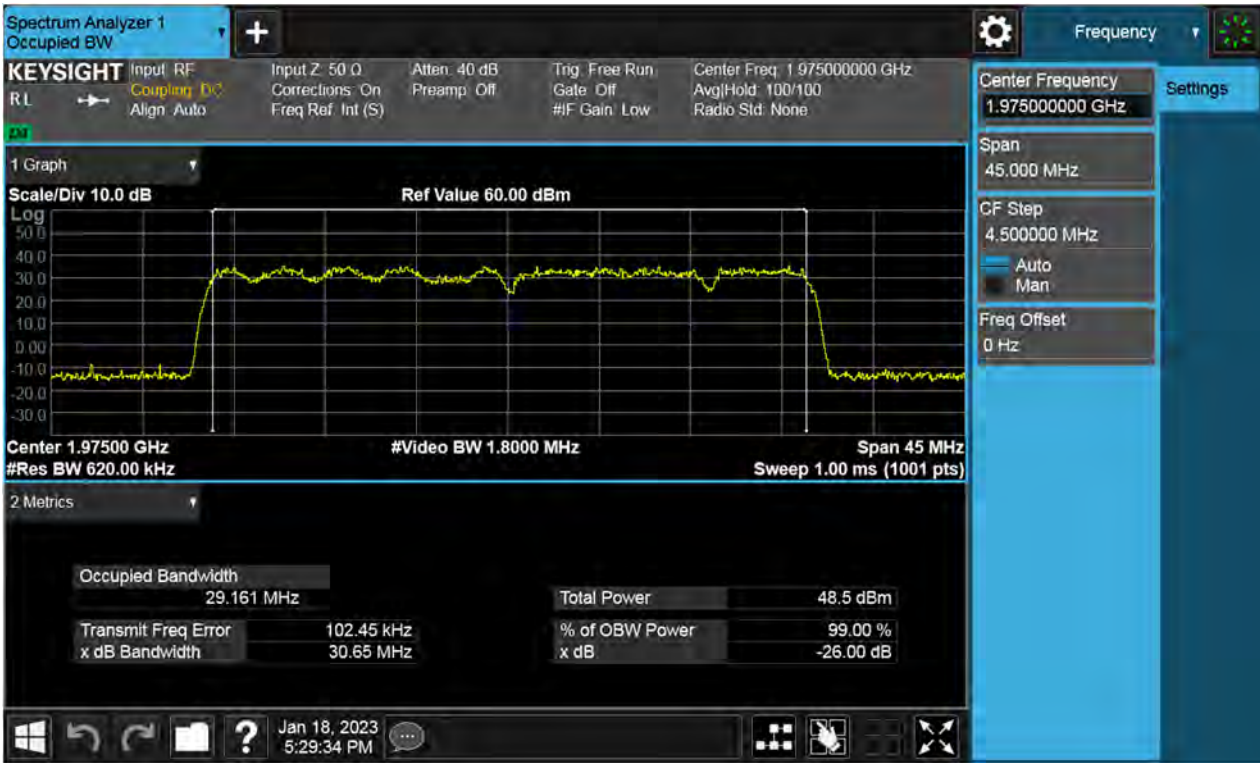 Spectrum Analyzer 1
Occupied BW
+
Frequency
KEYSIGHT
RL
Input: RF
Coupling: DC
Align: Auto
Input Z: 50 Ω
Corrections: On
Freq Ref: Int (S)
Atten: 40 dB
Preamp: Off
Trig: Free Run
Gate: Off
#IF Gain: Low
Center Freq: 1.975000000 GHz
Avg|Hold: 100/100
Radio Std: None
Center Frequency
1.975000000 GHz
Settings
Span
45.000 MHz
CF Step
4.500000 MHz
Auto
Man
Freq Offset
0 Hz
1 Graph
Scale/Div 10.0 dB
Ref Value 60.00 dBm
Log
50.0
40.0
30.0
20.0
10.0
0.00
-10.0
-20.0
-30.0
Center 1.97500 GHz
#Video BW 1.8000 MHz
Span 45 MHz
#Res BW 620.00 kHz
Sweep 1.00 ms (1001 pts)
2 Metrics
Occupied Bandwidth
29.161 MHz
Total Power 48.5 dBm
Transmit Freq Error 102.45 kHz
% of OBW Power 99.00 %
x dB Bandwidth 30.65 MHz
x dB -26.00 dB
?
Jan 18, 2023
5:29:34 PM